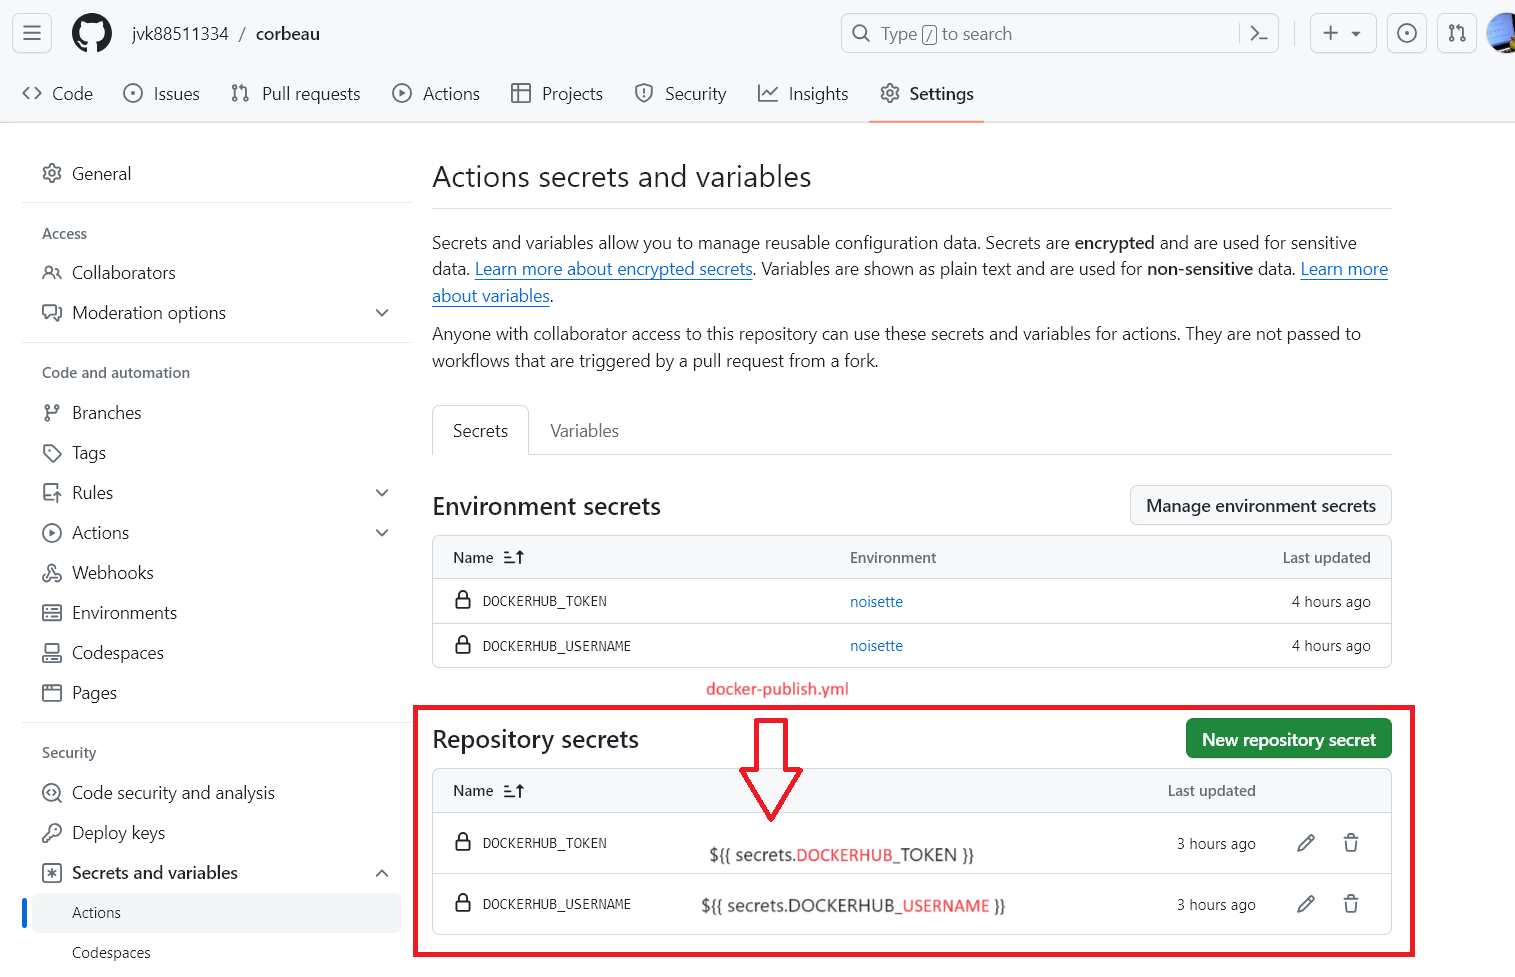 jvk88511334 / corbeau
Type / to search
Code
Issues
Pull requests
Actions
Projects
Security
Insights
Settings
General
Access
Collaborators
Moderation options
Code and automation
Branches
Tags
Rules
Actions
Webhooks
Environments
Codespaces
Pages
Security
Code security and analysis
Deploy keys
Secrets and variables
Actions
Codespaces
Actions secrets and variables
Secrets and variables allow you to manage reusable configuration data. Secrets are encrypted and are used for sensitive
data. Learn more about encrypted secrets. Variables are shown as plain text and are used for non-sensitive data. Learn more
about variables.
Anyone with collaborator access to this repository can use these secrets and variables for actions. They are not passed to
workflows that are triggered by a pull request from a fork.
Secrets
Variables
Environment secrets
Manage environment secrets
Name Environment Last updated
DOCKERHUB_TOKEN noisette 4 hours ago
DOCKERHUB_USERNAME noisette 4 hours ago
docker-publish.yml
Repository secrets
New repository secret
Name Last updated
DOCKERHUB_TOKEN ${{ secrets.DOCKERHUB_TOKEN }} 3 hours ago
DOCKERHUB_USERNAME ${{ secrets.DOCKERHUB_USERNAME }} 3 hours ago